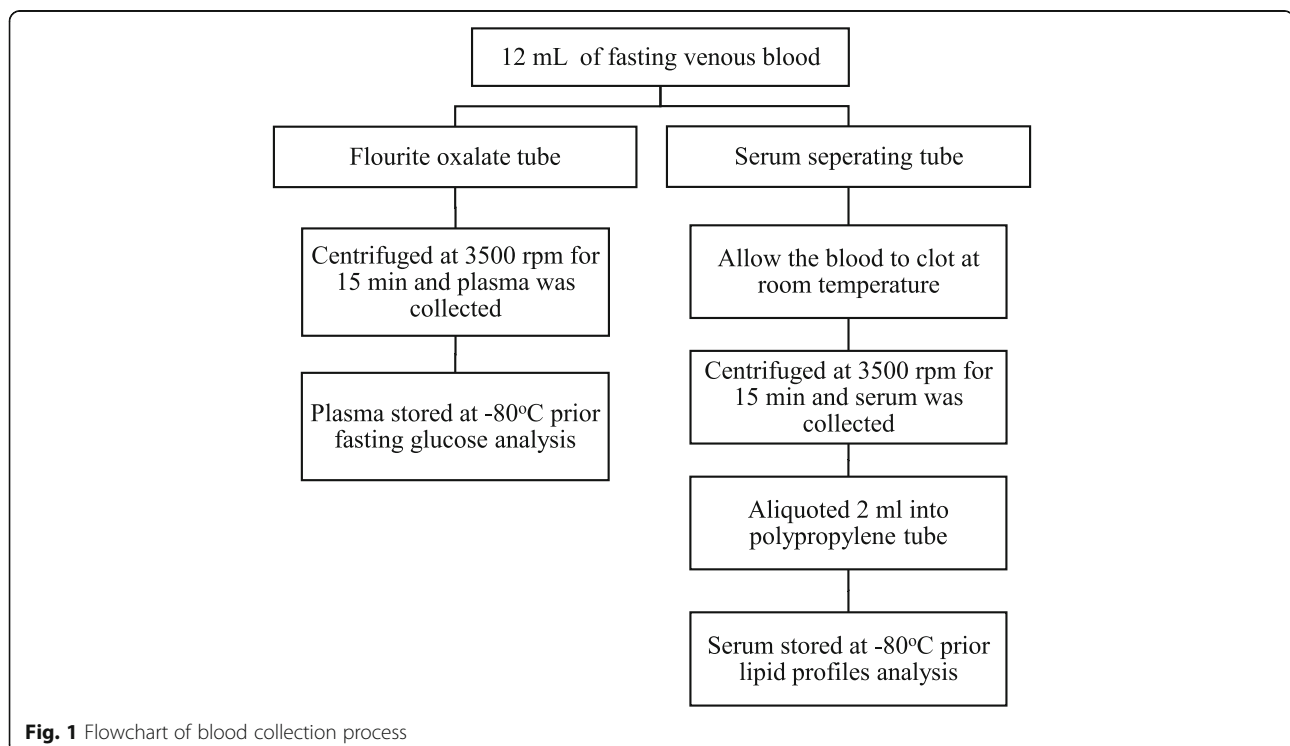 12 mL of fasting venous blood
Flourite oxalate tube
Serum seperating tube
Centrifuged at 3500 rpm for
15 min and plasma was
collected
Allow the blood to clot at
room temperature
Plasma stored at -80°C prior
fasting glucose analysis
Centrifuged at 3500 rpm for
15 min and serum was
collected
Aliquoted 2 ml into
polypropylene tube
Serum stored at -80°C prior
lipid profiles analysis
Fig. 1 Flowchart of blood collection process